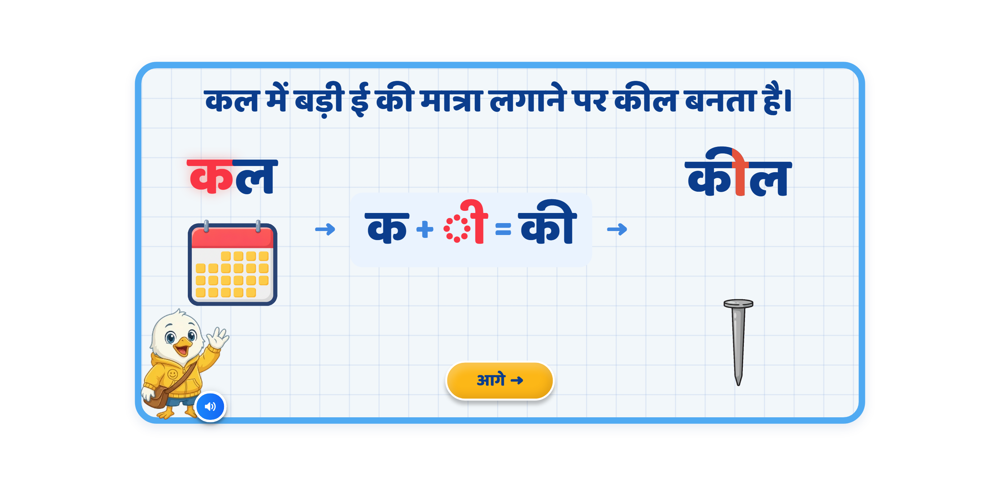 कल में बड़ी ई की मात्रा लगाने पर कील बनता है।
कल
कील
→ क + ी = की →
आगे →